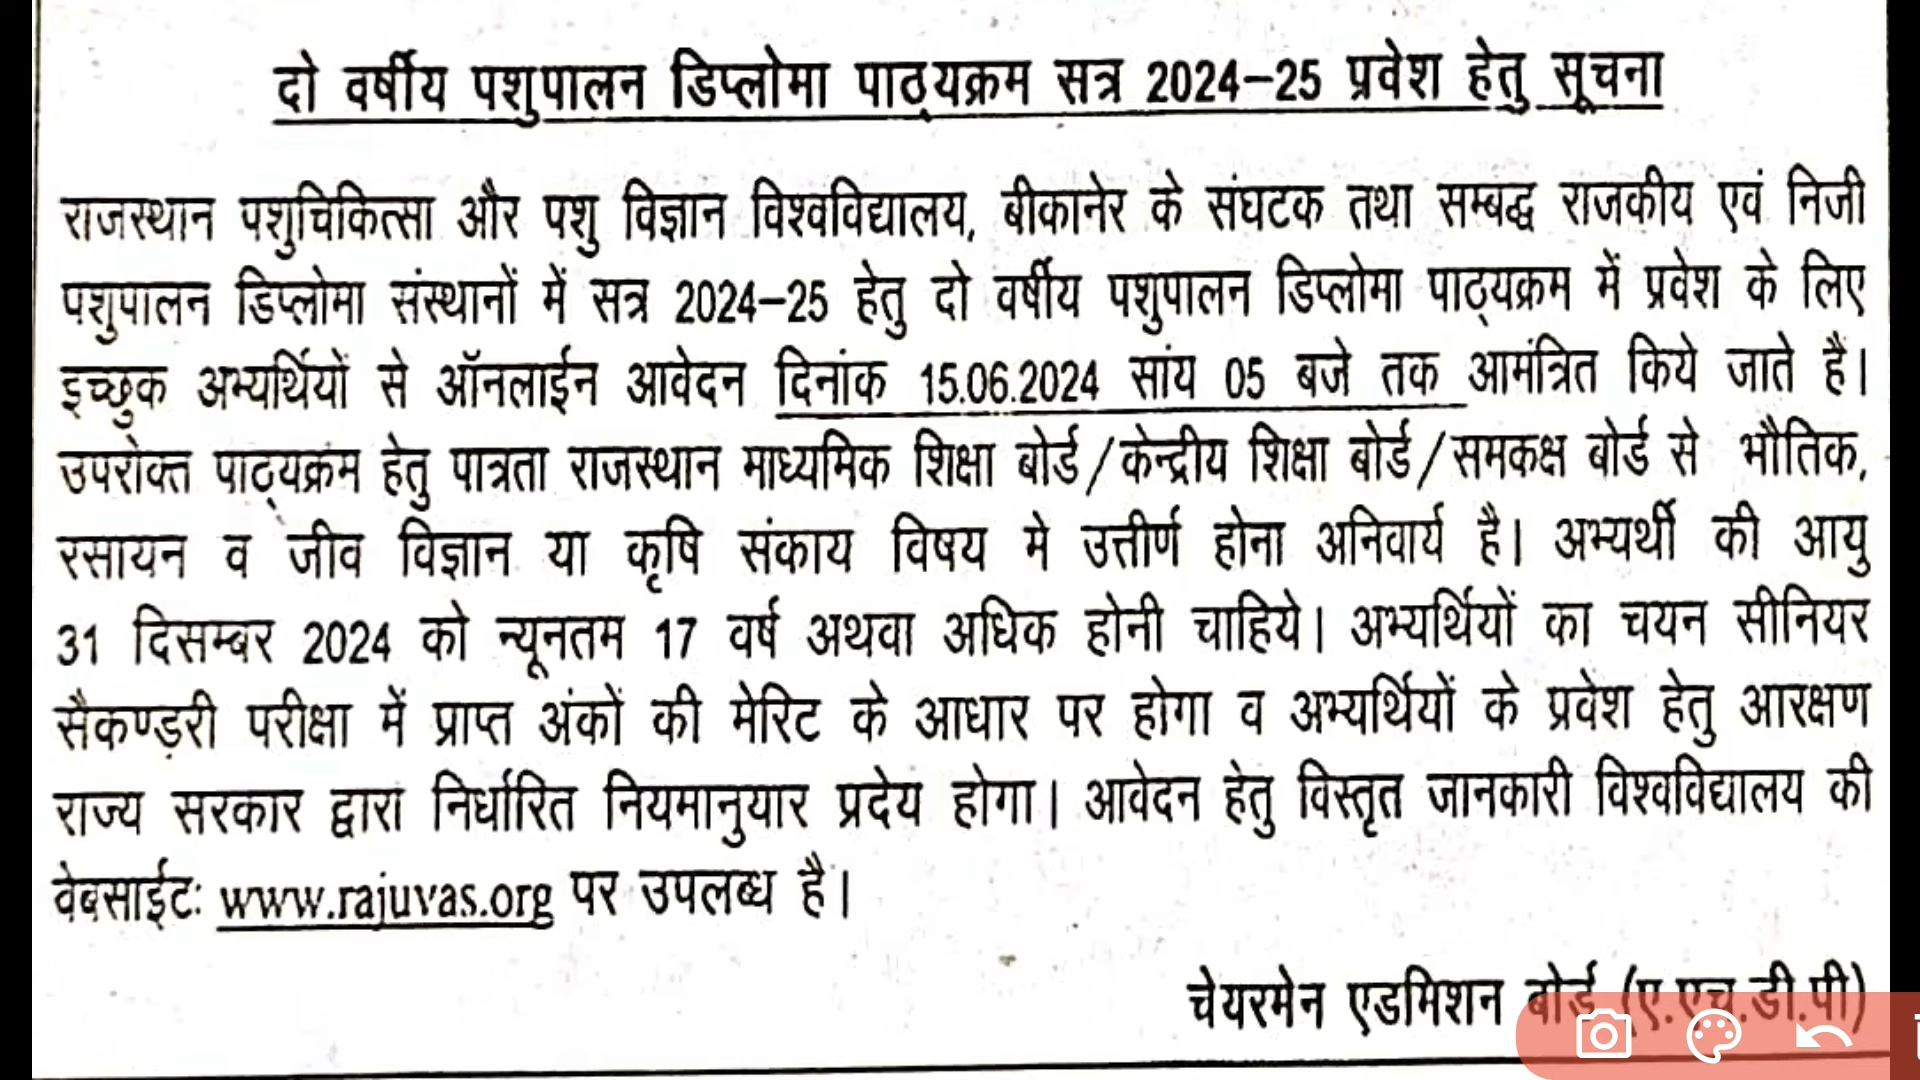 दो वर्षीय पशुपालन डिप्लोमा पाठ्यक्रम सत्र 2024–25 प्रवेश हेतु सूचना
राजस्थान पशुचिकित्सा और पशु विज्ञान विश्वविद्यालय, बीकानेर के संघटक तथा सम्बद्ध राजकीय एवं निजी
पशुपालन डिप्लोमा संस्थानों में सत्र 2024–25 हेतु दो वर्षीय पशुपालन डिप्लोमा पाठ्यक्रम में प्रवेश के लिए
इच्छुक अभ्यर्थियों से ऑनलाईन आवेदन दिनांक 15.06.2024 सांय 05 बजे तक आमंत्रित किये जाते है।
उपरोक्त पाठ्यक्रम हेतु पात्रता राजस्थान माध्यमिक शिक्षा बोर्ड/केन्द्रीय शिक्षा बोर्ड/समकक्ष बोर्ड से भौतिक,
रसायन व जीव विज्ञान या कृषि संकाय विषय मे उत्तीर्ण होना अनिवार्य है। अभ्यर्थी की आयु
31 दिसम्बर 2024 को न्यूनतम 17 वर्ष अथवा अधिक होनी चाहिये। अभ्यर्थियों का चयन सीनियर
सैकण्ड़री परीक्षा में प्राप्त अंकों की मेरिट के आधार पर होगा व अभ्यर्थियों के प्रवेश हेतु आरक्षण
राज्य सरकार द्वारा निर्धारित नियमानुयार प्रदेय होगा। आवेदन हेतु विस्तृत जानकारी विश्वविद्यालय की
वेबसाईटः www.rajuvas.org पर उपलब्ध है।
चेयरमेन एडमिशन बोर्ड (ए.एच.डी.पी)